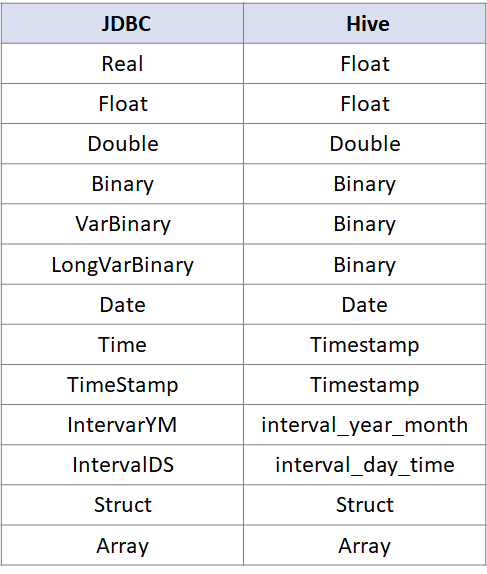 JDBC Hive
Real Float
Float Float
Double Double
Binary Binary
VarBinary Binary
LongVarBinary Binary
Date Date
Time Timestamp
TimeStamp Timestamp
IntervarYM interval_year_month
IntervalDS interval_day_time
Struct Struct
Array Array